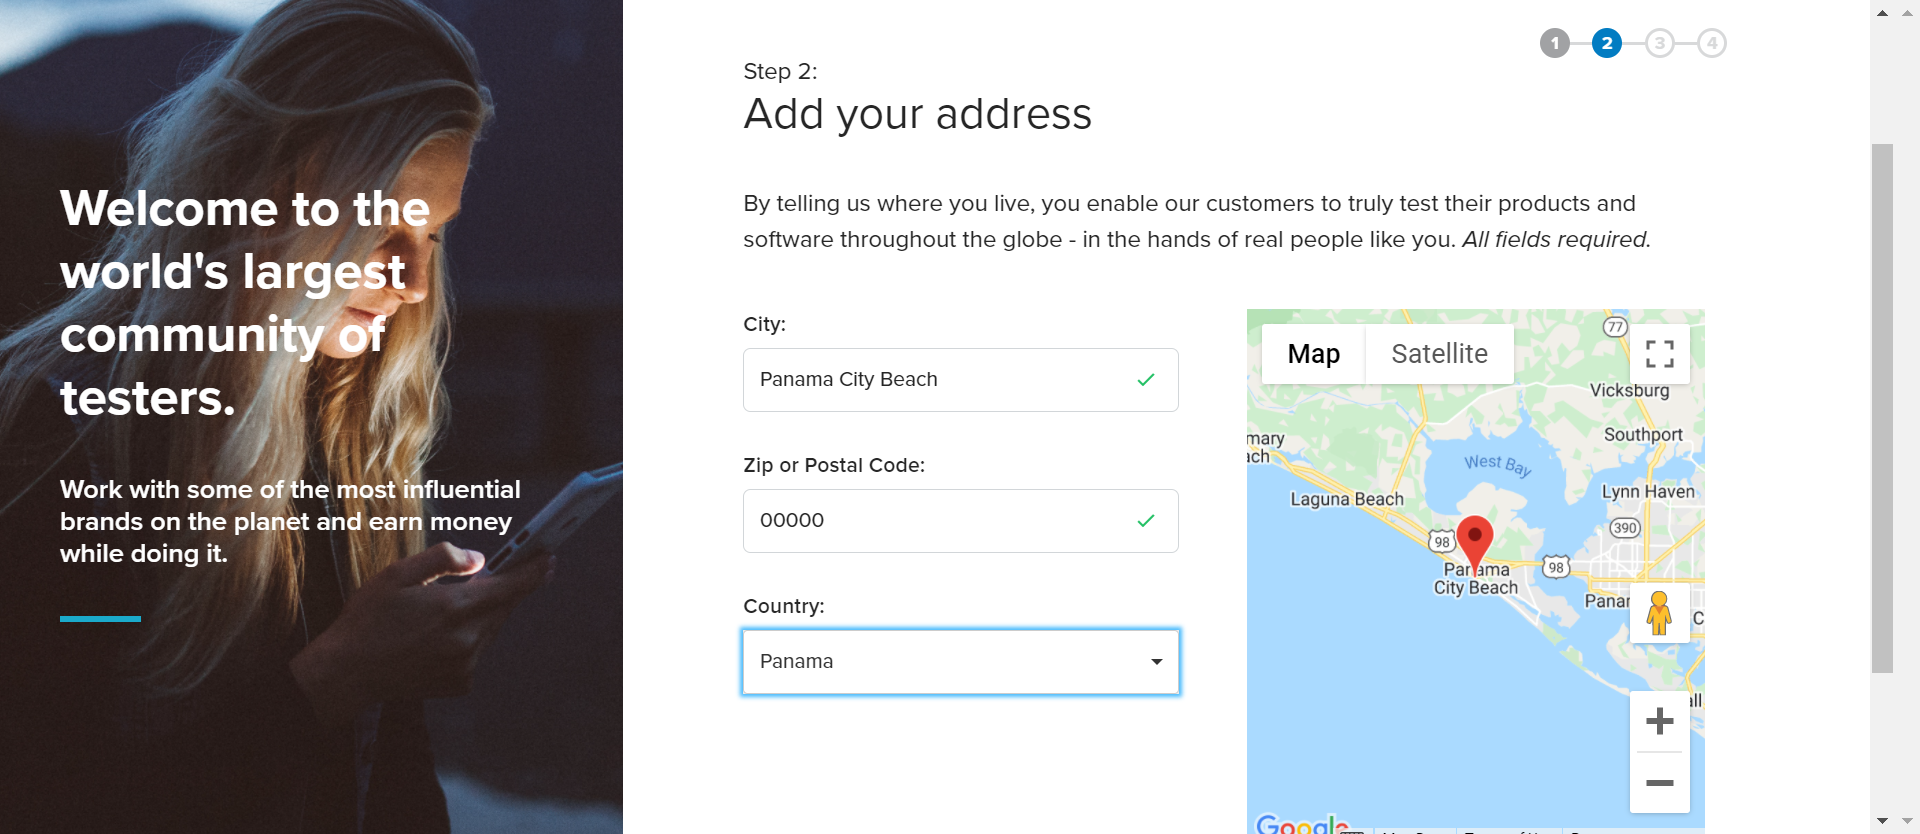 Welcome to the
world's largest
community of
testers.
Work with some of the most influential
brands on the planet and earn money
while doing it.
1 2 3 4
Step 2:
Add your address
By telling us where you live, you enable our customers to truly test their products and
software throughout the globe - in the hands of real people like you. All fields required.
City:
Panama City Beach
Zip or Postal Code:
00000
Country:
Panama
Map Satellite
77
Vicksburg
Southport
West Bay
Laguna Beach
Lynn Haven
390
98
98
Panama
City Beach
Google